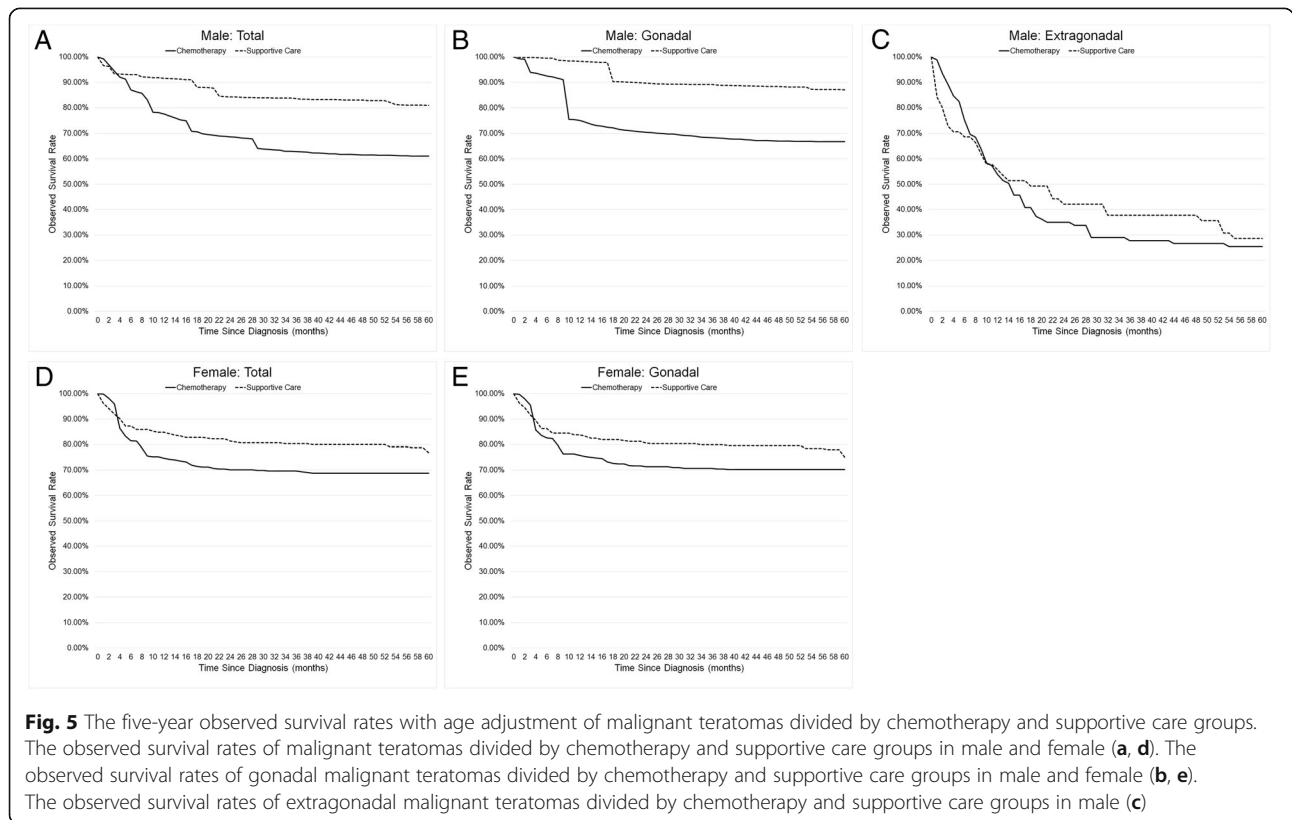 A
Male: Total
Chemotherapy Supportive Care
100.00%
90.00%
80.00%
70.00%
60.00%
50.00%
40.00%
30.00%
20.00%
10.00%
0.00%
Observed Survival Rate
0 2 4 6 8 10 12 14 16 18 20 22 24 26 28 30 32 34 36 38 40 42 44 46 48 50 52 54 56 58 60
Time Since Diagnosis (months)
B
Male: Gonadal
Chemotherapy Supportive Care
100.00%
90.00%
80.00%
70.00%
60.00%
50.00%
40.00%
30.00%
20.00%
10.00%
0.00%
Observed Survival Rate
0 2 4 6 8 10 12 14 16 18 20 22 24 26 28 30 32 34 36 38 40 42 44 46 48 50 52 54 56 58 60
Time Since Diagnosis (months)
C
Male: Extragonadal
Chemotherapy Supportive Care
100.00%
90.00%
80.00%
70.00%
60.00%
50.00%
40.00%
30.00%
20.00%
10.00%
0.00%
Observed Survival Rate
0 2 4 6 8 10 12 14 16 18 20 22 24 26 28 30 32 34 36 38 40 42 44 46 48 50 52 54 56 58 60
Time Since Diagnosis (months)
D
Female: Total
Chemotherapy Supportive Care
100.00%
90.00%
80.00%
70.00%
60.00%
50.00%
40.00%
30.00%
20.00%
10.00%
0.00%
Observed Survival Rate
0 2 4 6 8 10 12 14 16 18 20 22 24 26 28 30 32 34 36 38 40 42 44 46 48 50 52 54 56 58 60
Time Since Diagnosis (months)
E
Female: Gonadal
Chemotherapy Supportive Care
100.00%
90.00%
80.00%
70.00%
60.00%
50.00%
40.00%
30.00%
20.00%
10.00%
0.00%
Observed Survival Rate
0 2 4 6 8 10 12 14 16 18 20 22 24 26 28 30 32 34 36 38 40 42 44 46 48 50 52 54 56 58 60
Time Since Diagnosis (months)
Fig. 5 The five-year observed survival rates with age adjustment of malignant teratomas divided by chemotherapy and supportive care groups.
The observed survival rates of malignant teratomas divided by chemotherapy and supportive care groups in male and female (a, d). The
observed survival rates of gonadal malignant teratomas divided by chemotherapy and supportive care groups in male and female (b, e).
The observed survival rates of extragonadal malignant teratomas divided by chemotherapy and supportive care groups in male (c)